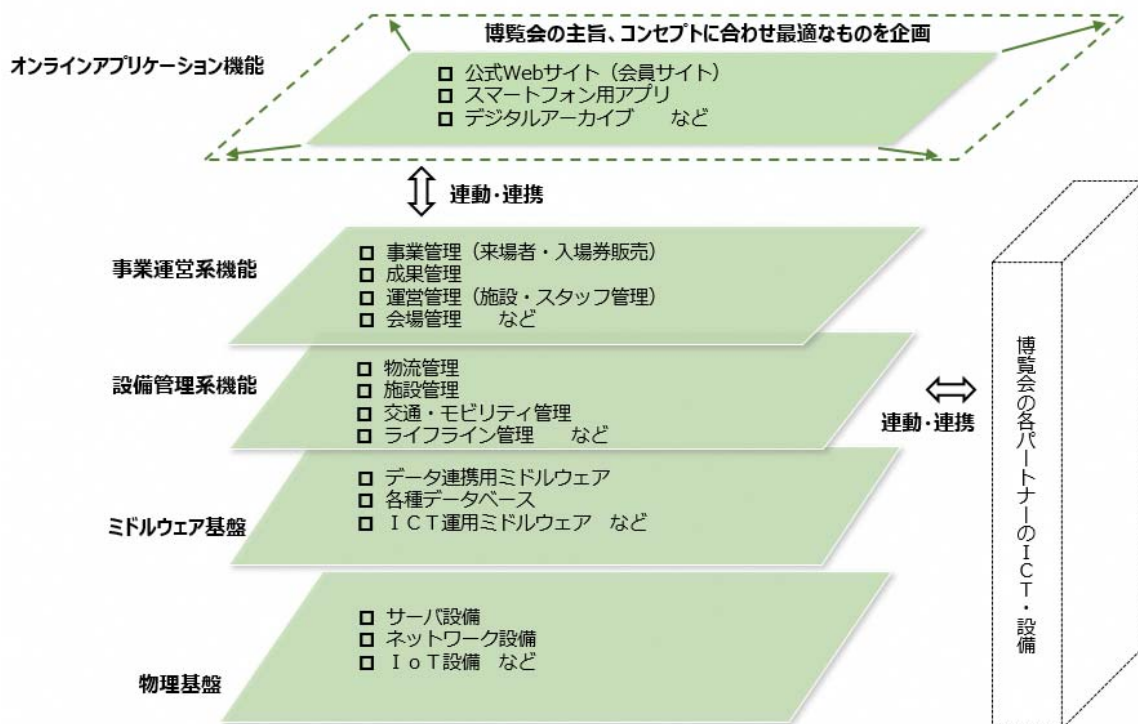 博覧会の主旨、コンセプトに合わせ最適なものを企画
オンラインアプリケーション機能
□ 公式Webサイト（会員サイト）
□ スマートフォン用アプリ
□ デジタルアーカイブ　など
連動・連携
事業運営系機能
□ 事業管理（来場者・入場券販売）
□ 成果管理
□ 運営管理（施設・スタッフ管理）
□ 会場管理　など
設備管理系機能
□ 物流管理
□ 施設管理
□ 交通・モビリティ管理
□ ライフライン管理　など
連動・連携
博覧会の各パートナーのＩＣＴ・設備
ミドルウェア基盤
□ データ連携用ミドルウェア
□ 各種データベース
□ ＩＣＴ運用ミドルウェア　など
物理基盤
□ サーバ設備
□ ネットワーク設備
□ ＩｏＴ設備　など